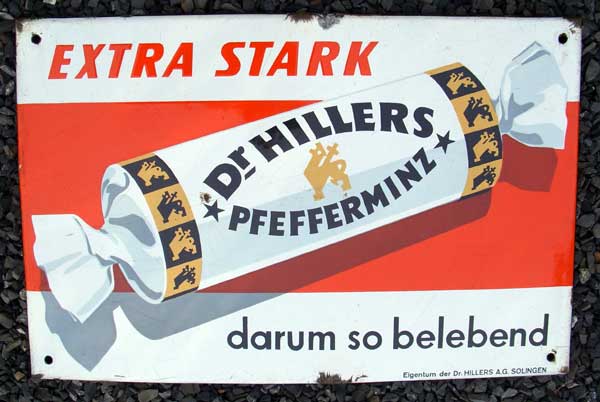 EXTRA STARK
Dr HILLERS
PFEFFERMINZ
darum so belebend
Eigentum der Dr. HILLERS A.G. SOLINGEN